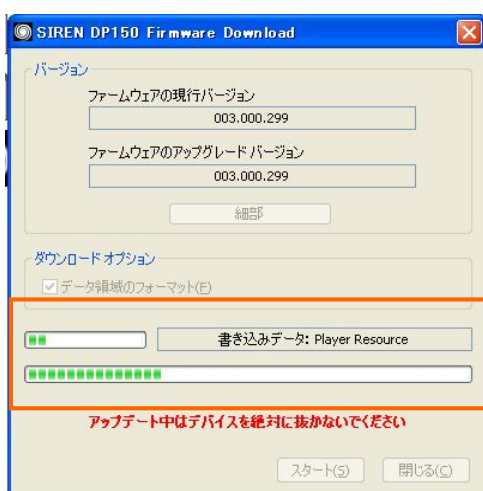 SIREN DP150 Firmware Download
バージョン
ファームウェアの現行バージョン
003.000.299
ファームウェアのアップグレード バージョン
003.000.299
細部
ダウンロード オプション
データ領域のフォーマット(F)
書き込みデータ: Player Resource
アップデート中はデバイスを絶対に抜かないでください
スタート(S) 閉じる(C)